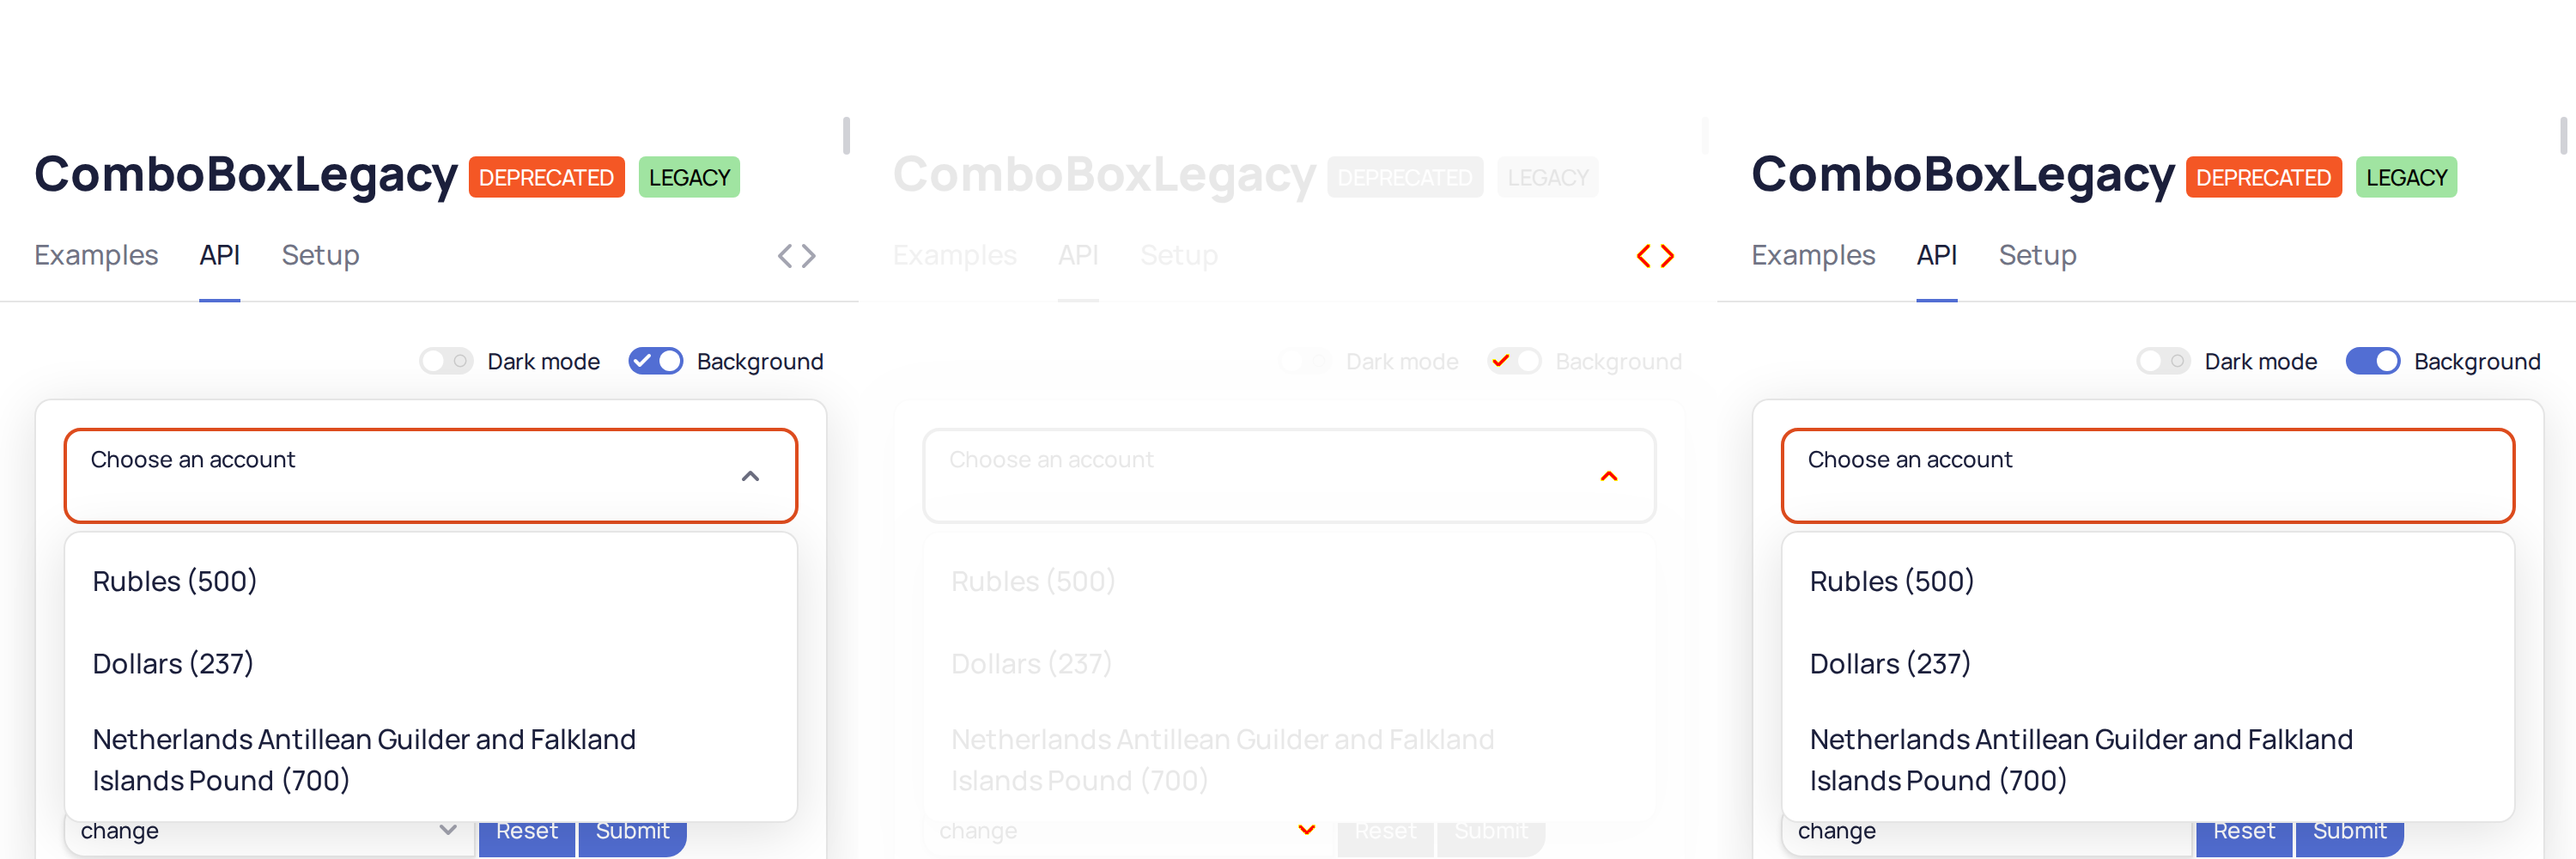 ComboBoxLegacy DEPRECATED LEGACY
Examples API Setup
Dark mode Background
Choose an account
Rubles (500)
Dollars (237)
Netherlands Antillean Guilder and Falkland
Islands Pound (700)
change Reset Submit
ComboBoxLegacy DEPRECATED LEGACY
Examples API Setup
Dark mode Background
Choose an account
Rubles (500)
Dollars (237)
Netherlands Antillean Guilder and Falkland
Islands Pound (700)
change Reset Submit
ComboBoxLegacy DEPRECATED LEGACY
Examples API Setup
Dark mode Background
Choose an account
Rubles (500)
Dollars (237)
Netherlands Antillean Guilder and Falkland
Islands Pound (700)
change Reset Submit